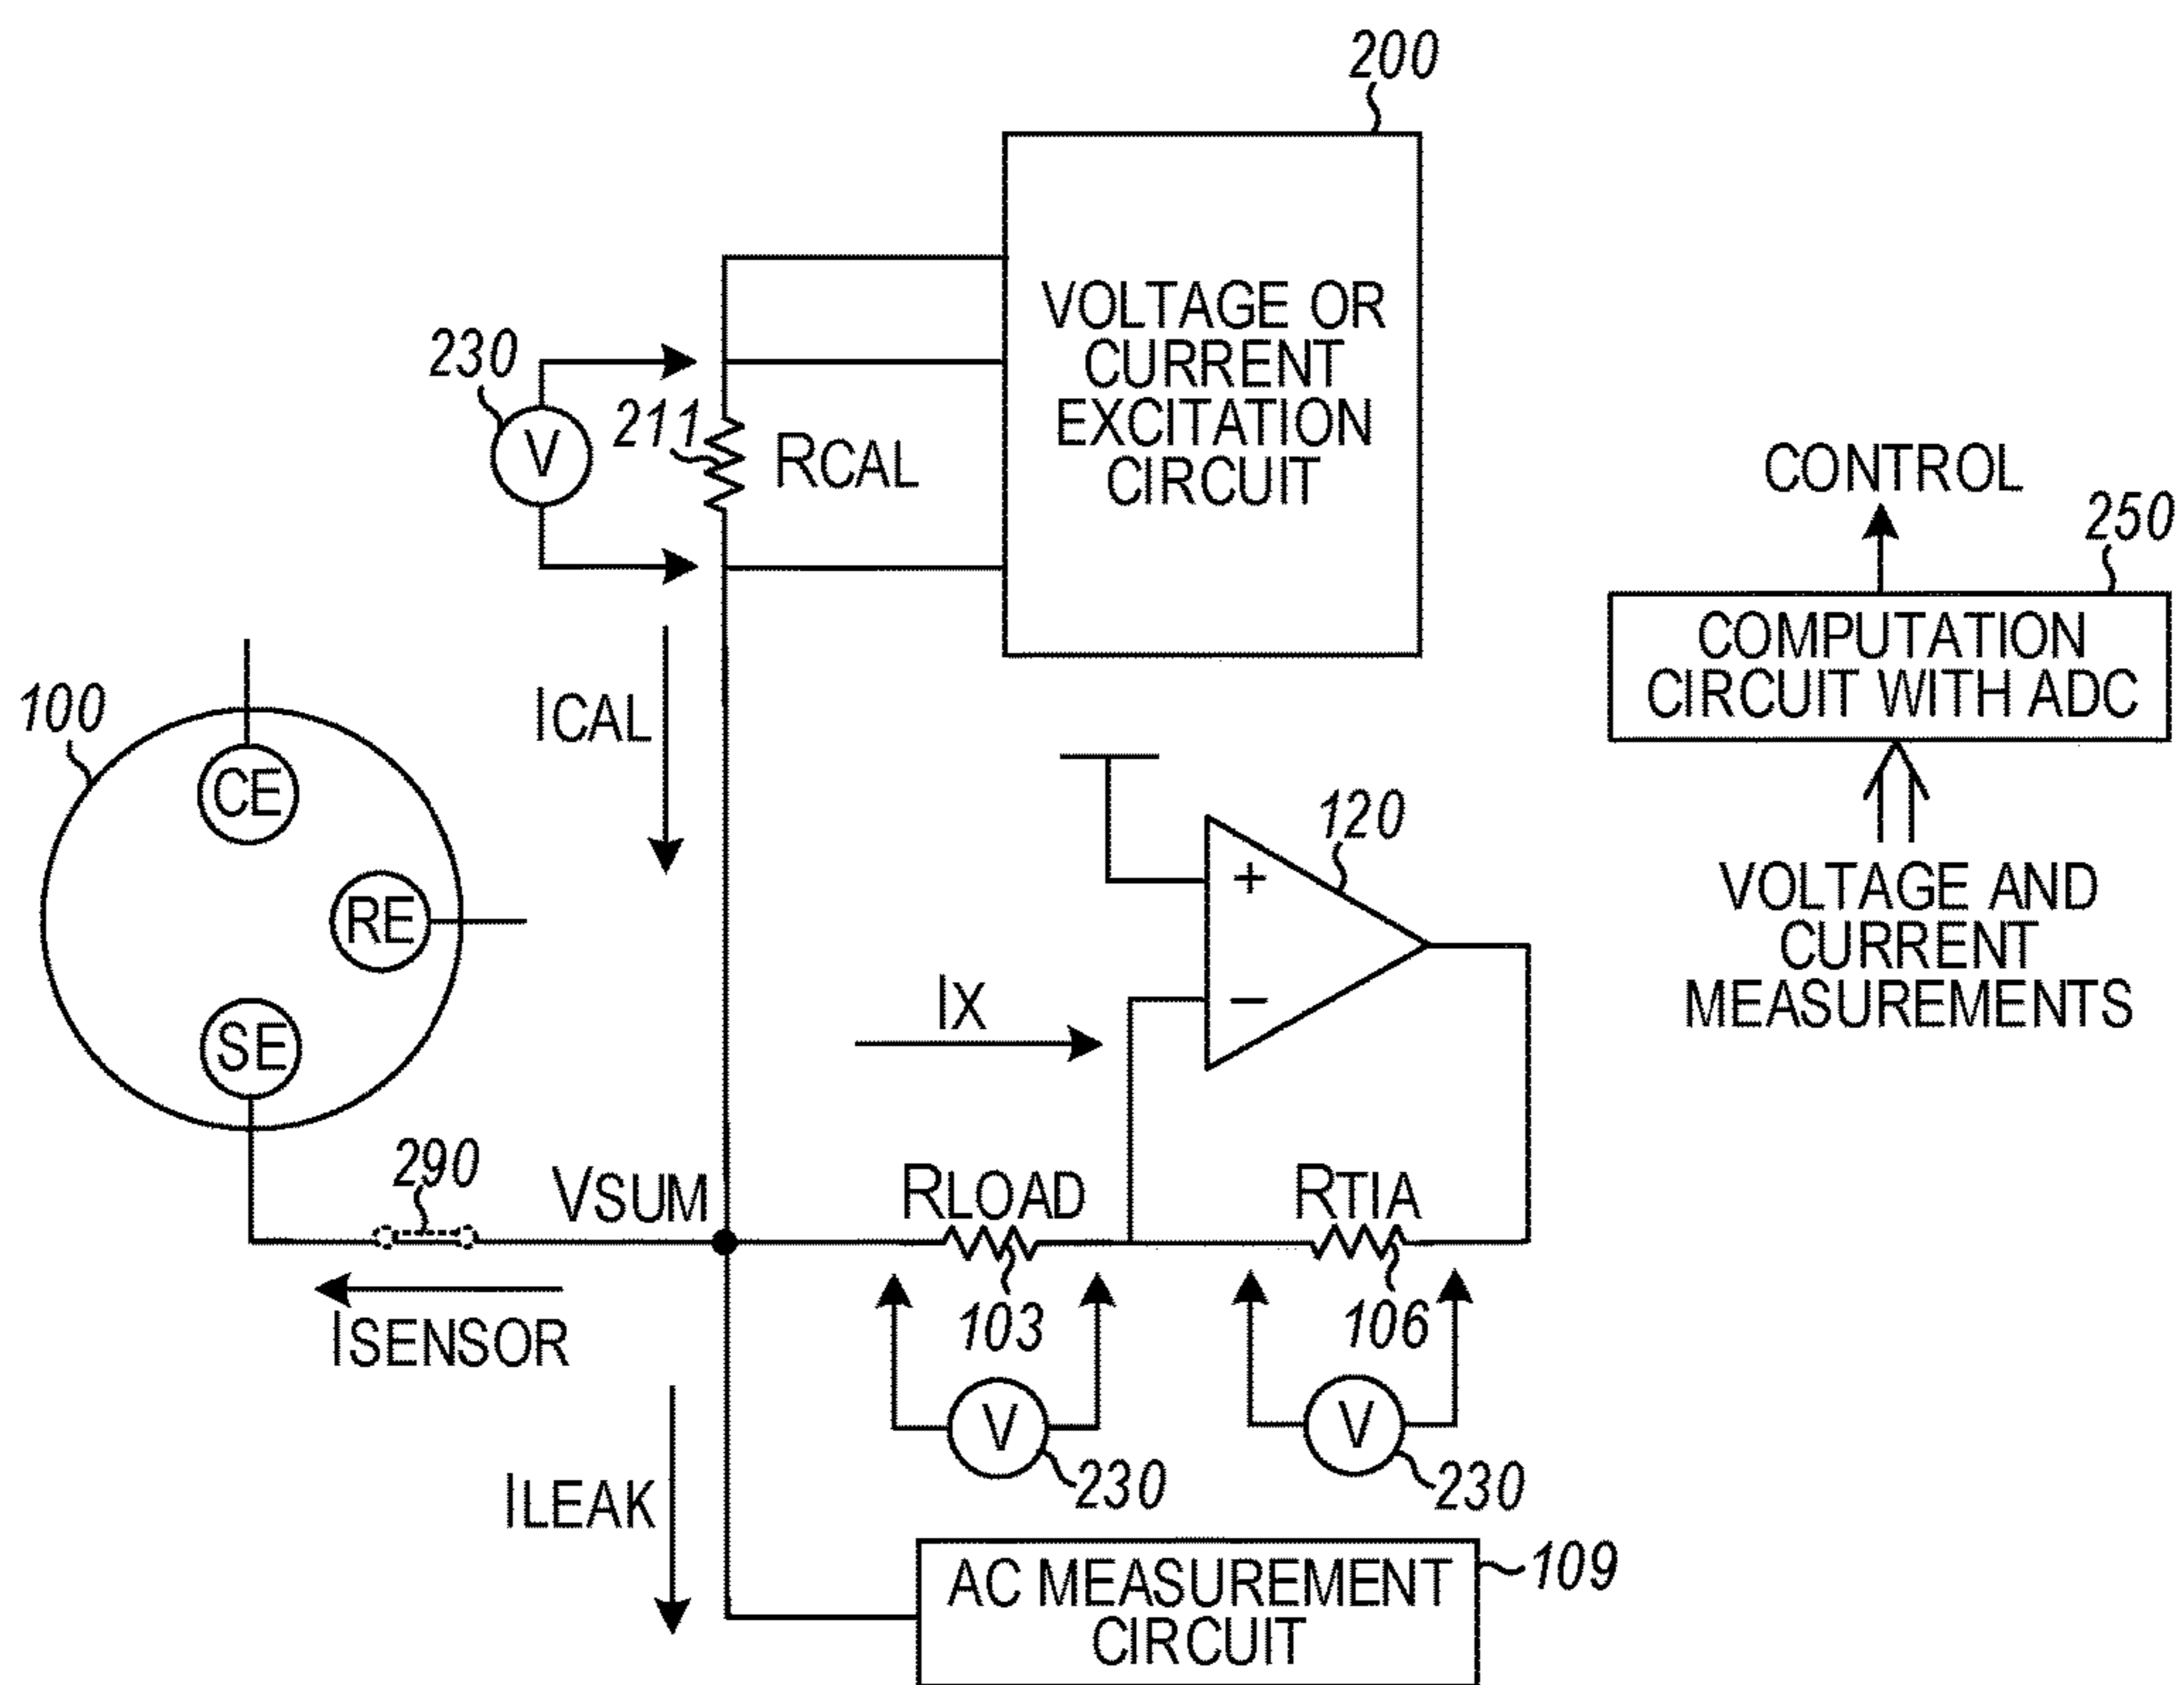 200
VOLTAGE OR
CURRENT
EXCITATION
CIRCUIT
230
V
211
RCAL
CONTROL
250
COMPUTATION
CIRCUIT WITH ADC
VOLTAGE AND
CURRENT
MEASUREMENTS
100
CE
RE
SE
ICAL
120
+
−
IX
290
VSUM
RLOAD
RTIA
103
106
ISENSOR
V
230
V
230
ILEAK
AC MEASUREMENT
CIRCUIT
109